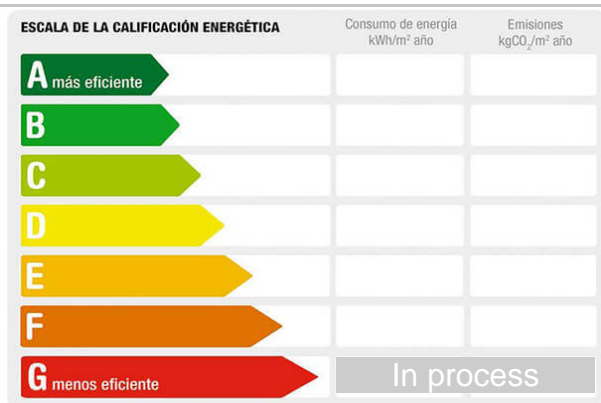 ESCALA DE LA CALIFICACIÓN ENERGÉTICA
Consumo de energía
kWh/m² año
Emisiones
kgCO₂/m² año
A más eficiente
B
C
D
E
F
G menos eficiente
In process